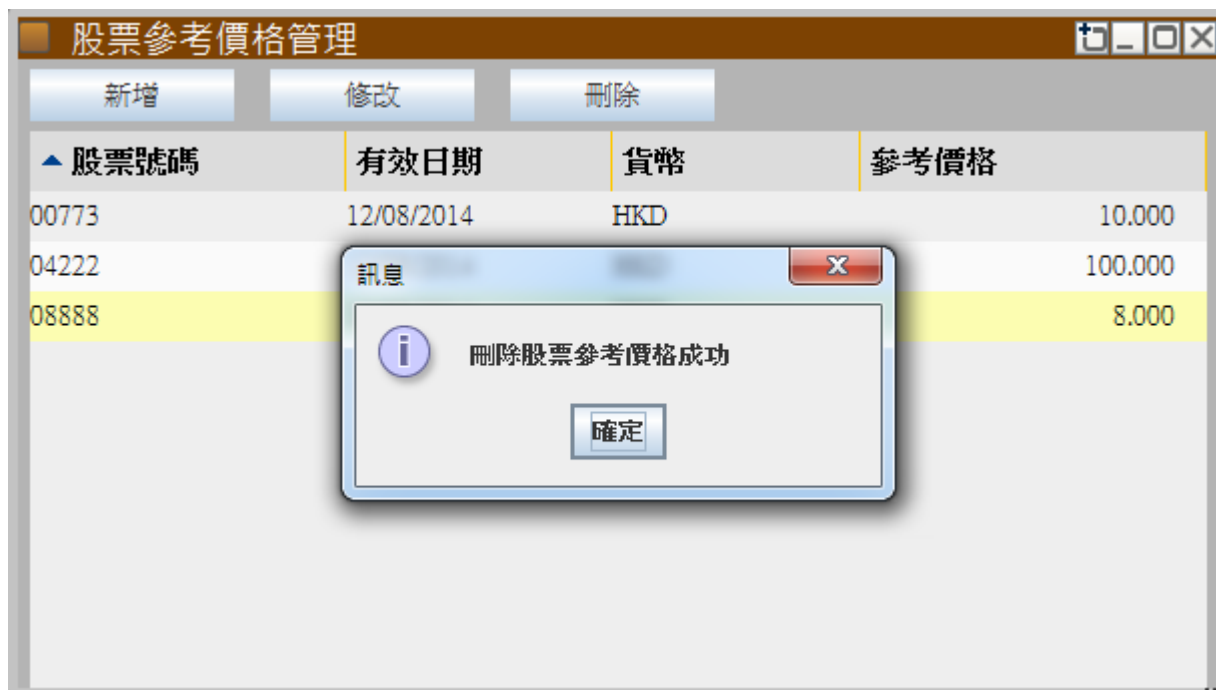 股票參考價格管理
新增 修改 刪除
股票號碼 有效日期 貨幣 參考價格
00773 12/08/2014 HKD 10.000
04222 100.000
08888 8.000
訊息
刪除股票參考價格成功
確定